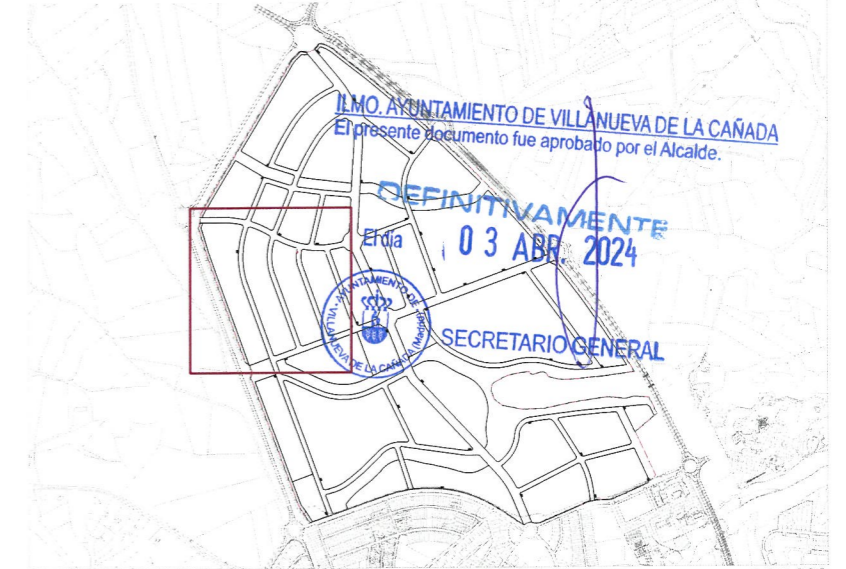 ILMO. AYUNTAMIENTO DE VILLANUEVA DE LA CAÑADA
El presente documento fue aprobado por el Alcalde.
DEFINITIVAMENTE
El día
03 ABR. 2024
AYUNTAMIENTO DE VILLANUEVA DE LA CAÑADA (Madrid)
SECRETARIO GENERAL